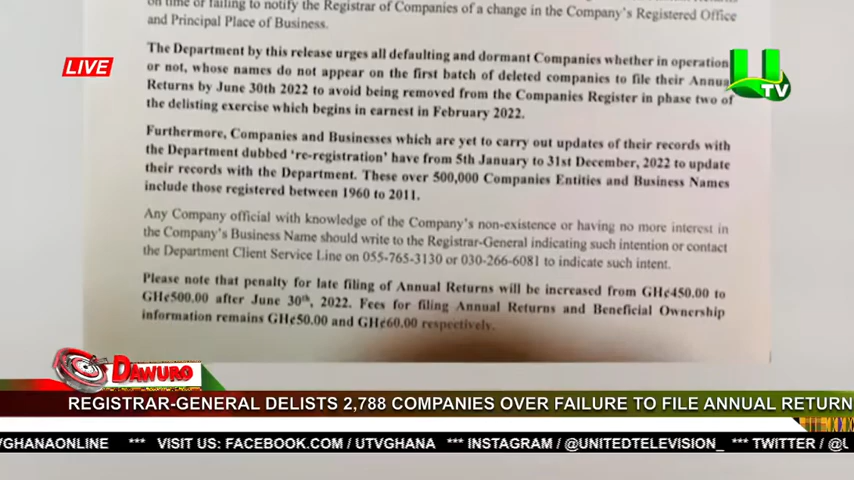 on time or failing to notify the Registrar of Companies of a change in the Company's Registered Office
and Principal Place of Business.
The Department by this release urges all defaulting and dormant Companies whether in operation
or not, whose names do not appear on the first batch of deleted companies to file their Annual
Returns by June 30th 2022 to avoid being removed from the Companies Register in phase two of
the delisting exercise which begins in earnest in February 2022.
Furthermore, Companies and Businesses which are yet to carry out updates of their records with
the Department dubbed 're-registration' have from 5th January to 31st December, 2022 to update
their records with the Department. These over 500,000 Companies Entities and Business Names
include those registered between 1960 to 2011.
Any Company official with knowledge of the Company's non-existence or having no more interest in
the Company's Business Name should write to the Registrar-General indicating such intention or contact
the Department Client Service Line on 055-765-3130 or 030-266-6081 to indicate such intent.
Please note that penalty for late filing of Annual Returns will be increased from GH¢450.00 to
GH¢500.00 after June 30th, 2022. Fees for filing Annual Returns and Beneficial Ownership
information remains GH¢50.00 and GH¢60.00 respectively.
LIVE
U
TV
DAWURO
REGISTRAR-GENERAL DELISTS 2,788 COMPANIES OVER FAILURE TO FILE ANNUAL RETURN
VGHANAONLINE *** VISIT US: FACEBOOK.COM / UTVGHANA *** INSTAGRAM / @UNITEDTELEVISION_ *** TWITTER / @U